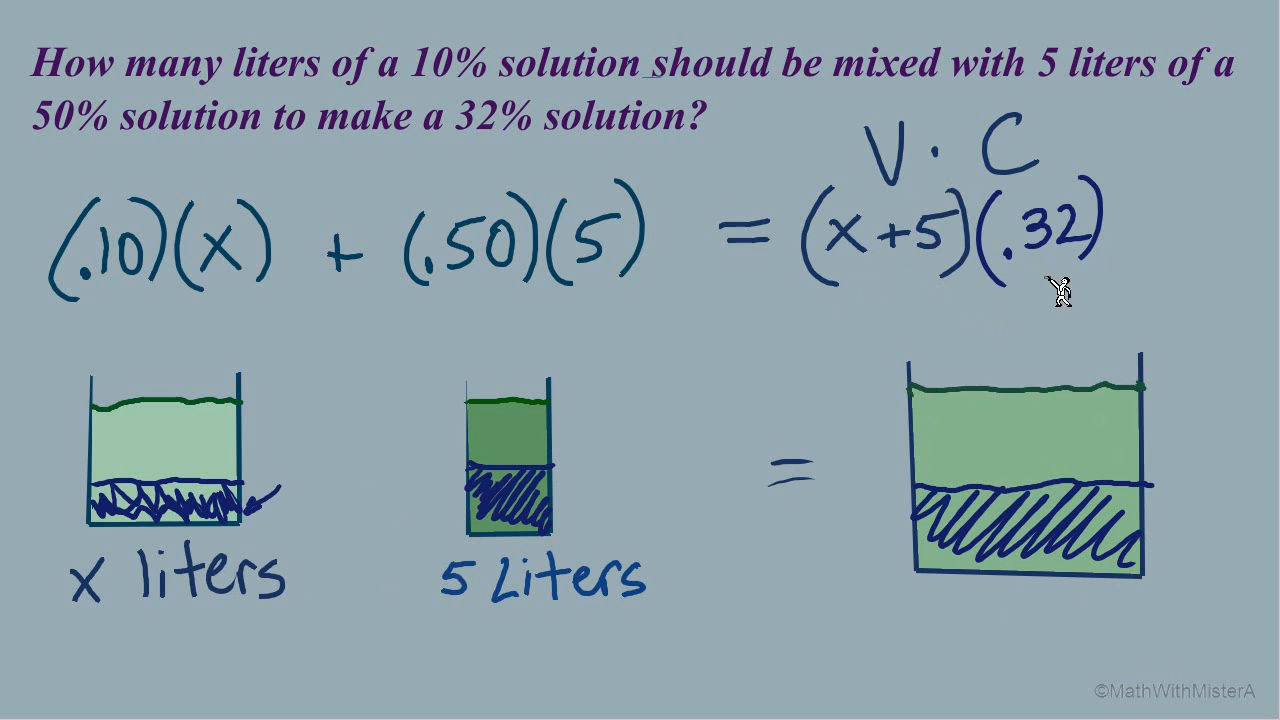 How many liters of a 10% solution should be mixed with 5 liters of a
50% solution to make a 32% solution?
V · C
(.10)(x) + (.50)(5) = (x+5)(.32)
=
x liters
5 Liters
©MathWithMisterA